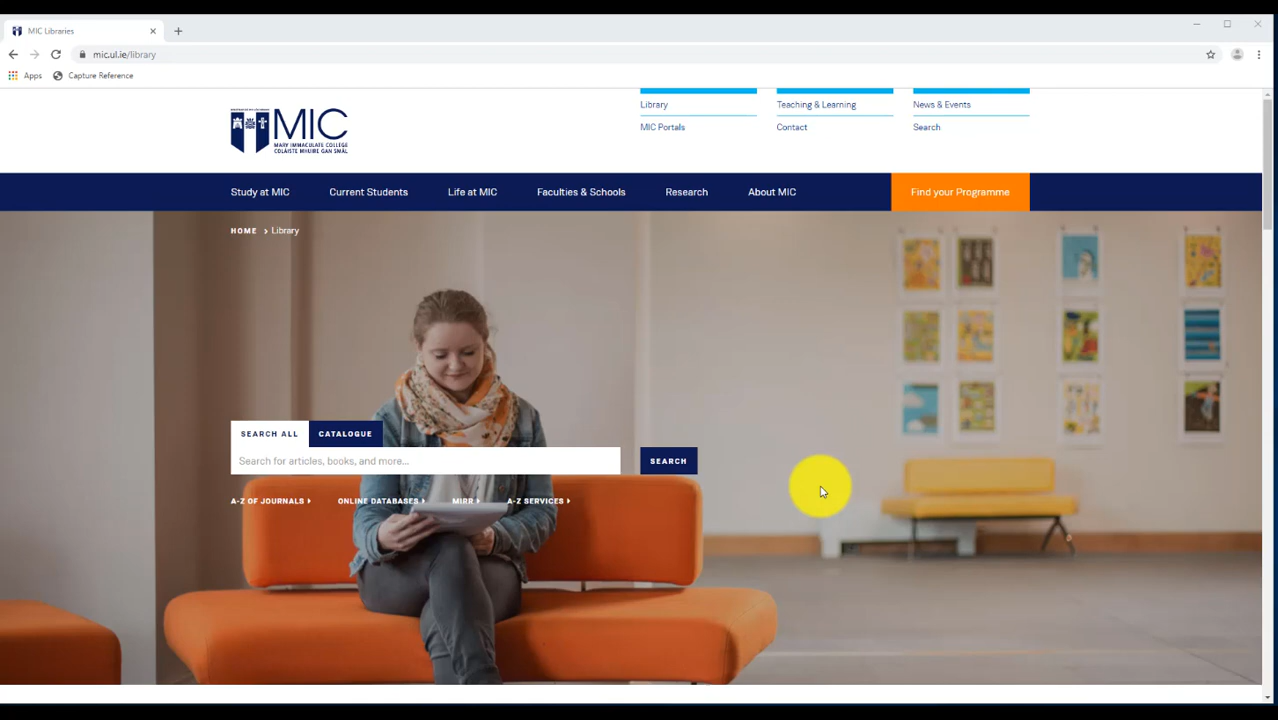 MIC Libraries
mic.ul.ie/library
Apps
Capture Reference
MIC
MARY IMMACULATE COLLEGE
COLÁISTE MHUIRE GAN SMÁL
Library
Teaching & Learning
News & Events
MIC Portals
Contact
Search
Study at MIC
Current Students
Life at MIC
Faculties & Schools
Research
About MIC
Find your Programme
HOME > Library
SEARCH ALL
CATALOGUE
Search for articles, books, and more...
SEARCH
A-Z OF JOURNALS
ONLINE DATABASES
MIRR
A-Z SERVICES